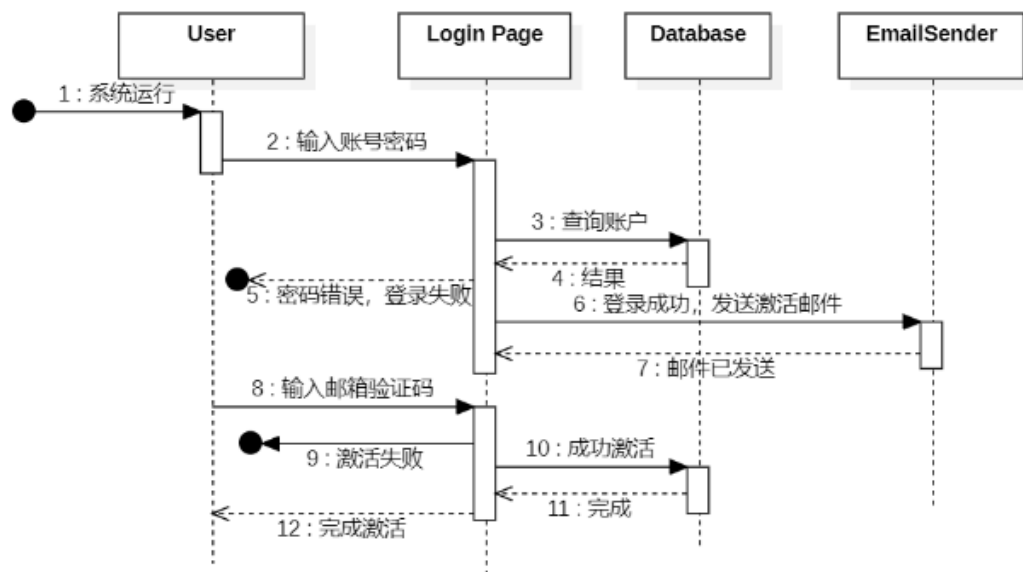 User
Login Page
Database
EmailSender
1 : 系统运行
2 : 输入账号密码
3 : 查询账户
4 : 结果
5 : 密码错误，登录失败
6 : 登录成功，发送激活邮件
7 : 邮件已发送
8 : 输入邮箱验证码
9 : 激活失败
10 : 成功激活
11 : 完成
12 : 完成激活